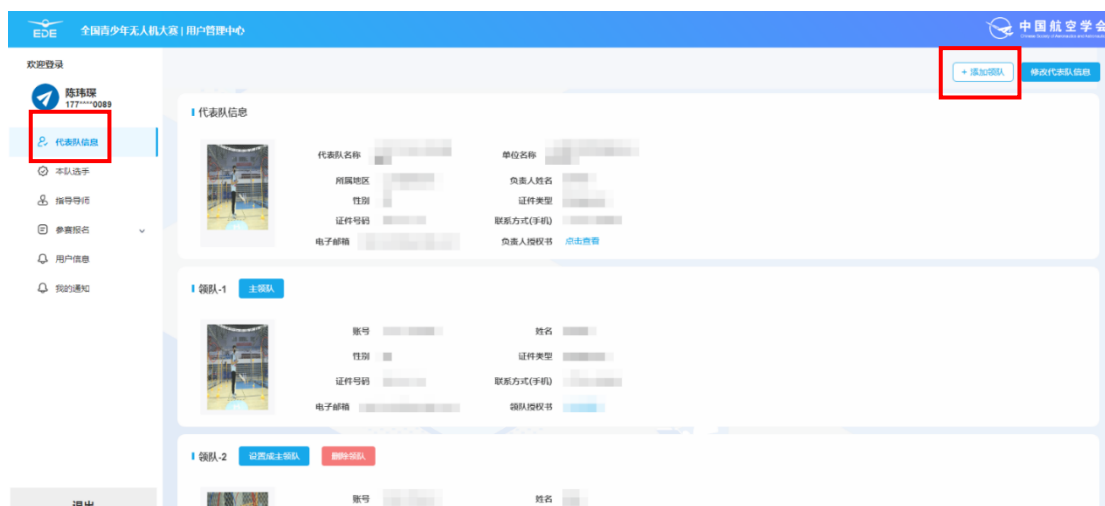 EDE 全国青少年无人机大赛 | 用户管理中心
中国航空学会
欢迎登录
陈玮琛
177****0089
+ 添加领队 修改代表队信息
代表队信息
本队选手
指导导师
参赛报名
用户信息
我的通知
退出
代表队信息
代表队名称 单位名称
所属地区 负责人姓名
性别 证件类型
证件号码 联系方式(手机)
电子邮箱 负责人授权书 点击查看
领队-1 主领队
账号 姓名
性别 证件类型
证件号码 联系方式(手机)
电子邮箱 领队授权书
领队-2 设置成主领队 删除领队
账号 姓名